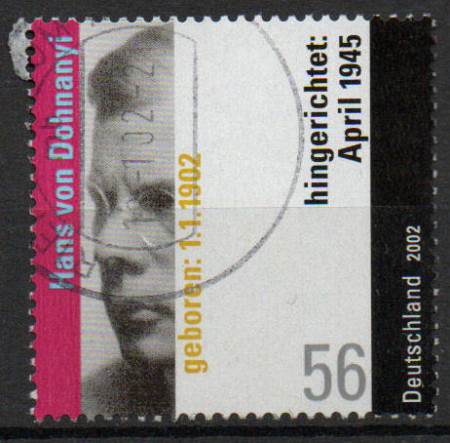 Hans von Dohnanyi
geboren: 1.1.1902
hingerichtet:
April 1945
56
Deutschland 2002